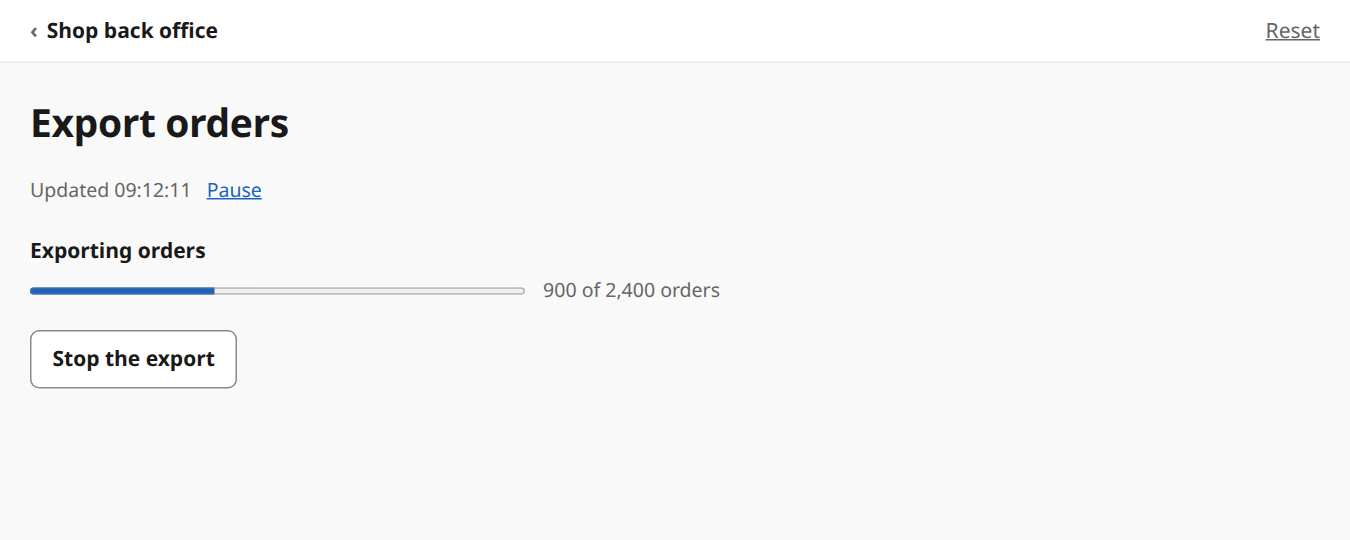 ‹ Shop back office
Reset
Export orders
Updated 09:12:11 Pause
Exporting orders
900 of 2,400 orders
Stop the export